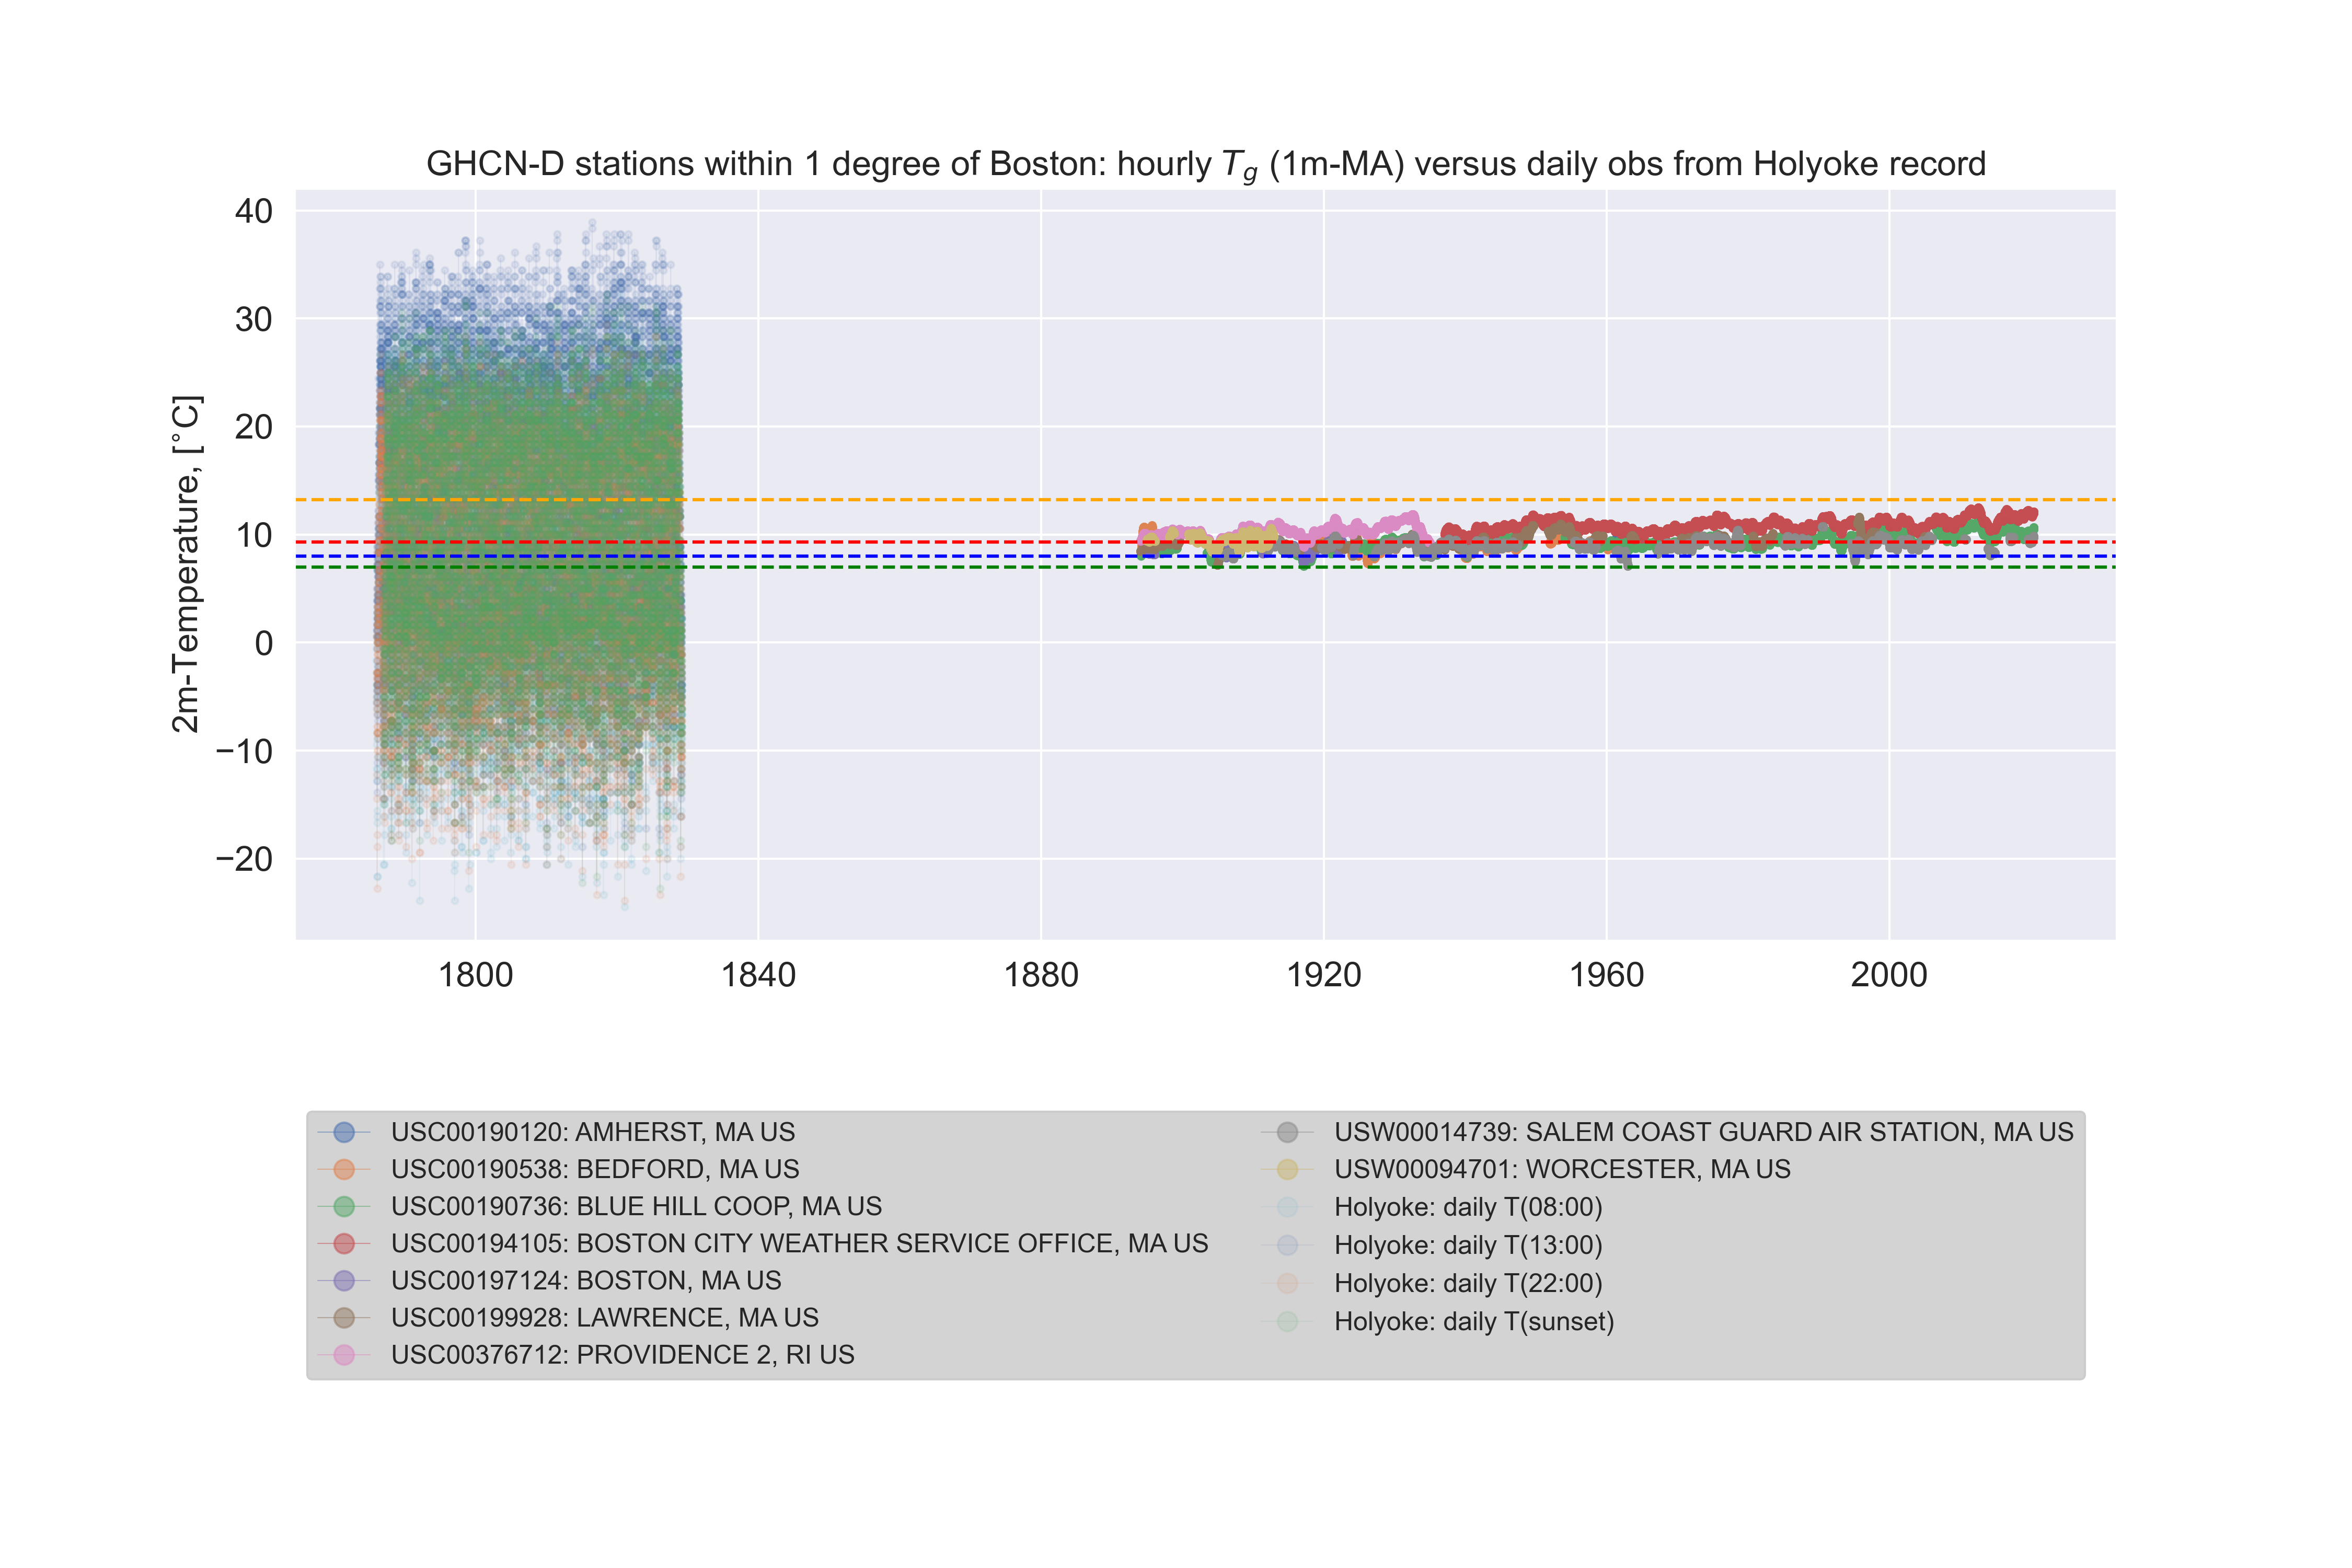 GHCN-D stations within 1 degree of Boston: hourly Tg (1m-MA) versus daily obs from Holyoke record
2m-Temperature, [°C]
40
30
20
10
0
−10
−20
1800 1840 1880 1920 1960 2000
USC00190120: AMHERST, MA US
USC00190538: BEDFORD, MA US
USC00190736: BLUE HILL COOP, MA US
USC00194105: BOSTON CITY WEATHER SERVICE OFFICE, MA US
USC00197124: BOSTON, MA US
USC00199928: LAWRENCE, MA US
USC00376712: PROVIDENCE 2, RI US
USW00014739: SALEM COAST GUARD AIR STATION, MA US
USW00094701: WORCESTER, MA US
Holyoke: daily T(08:00)
Holyoke: daily T(13:00)
Holyoke: daily T(22:00)
Holyoke: daily T(sunset)